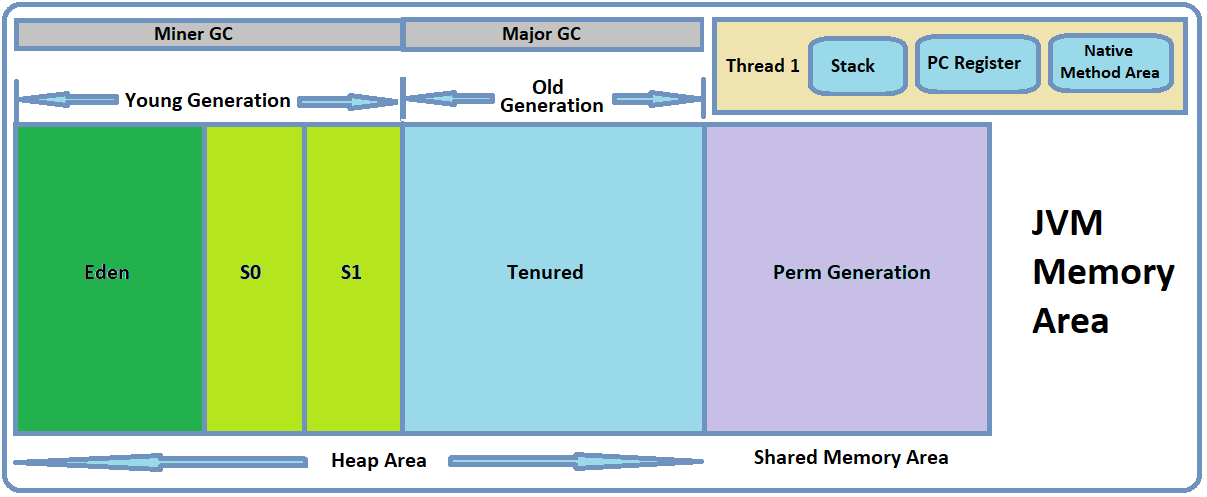 Miner GC
Major GC
Thread 1
Stack
PC Register
Native
Method Area
Young Generation
Old
Generation
Eden
S0
S1
Tenured
Perm Generation
JVM
Memory
Area
Heap Area
Shared Memory Area